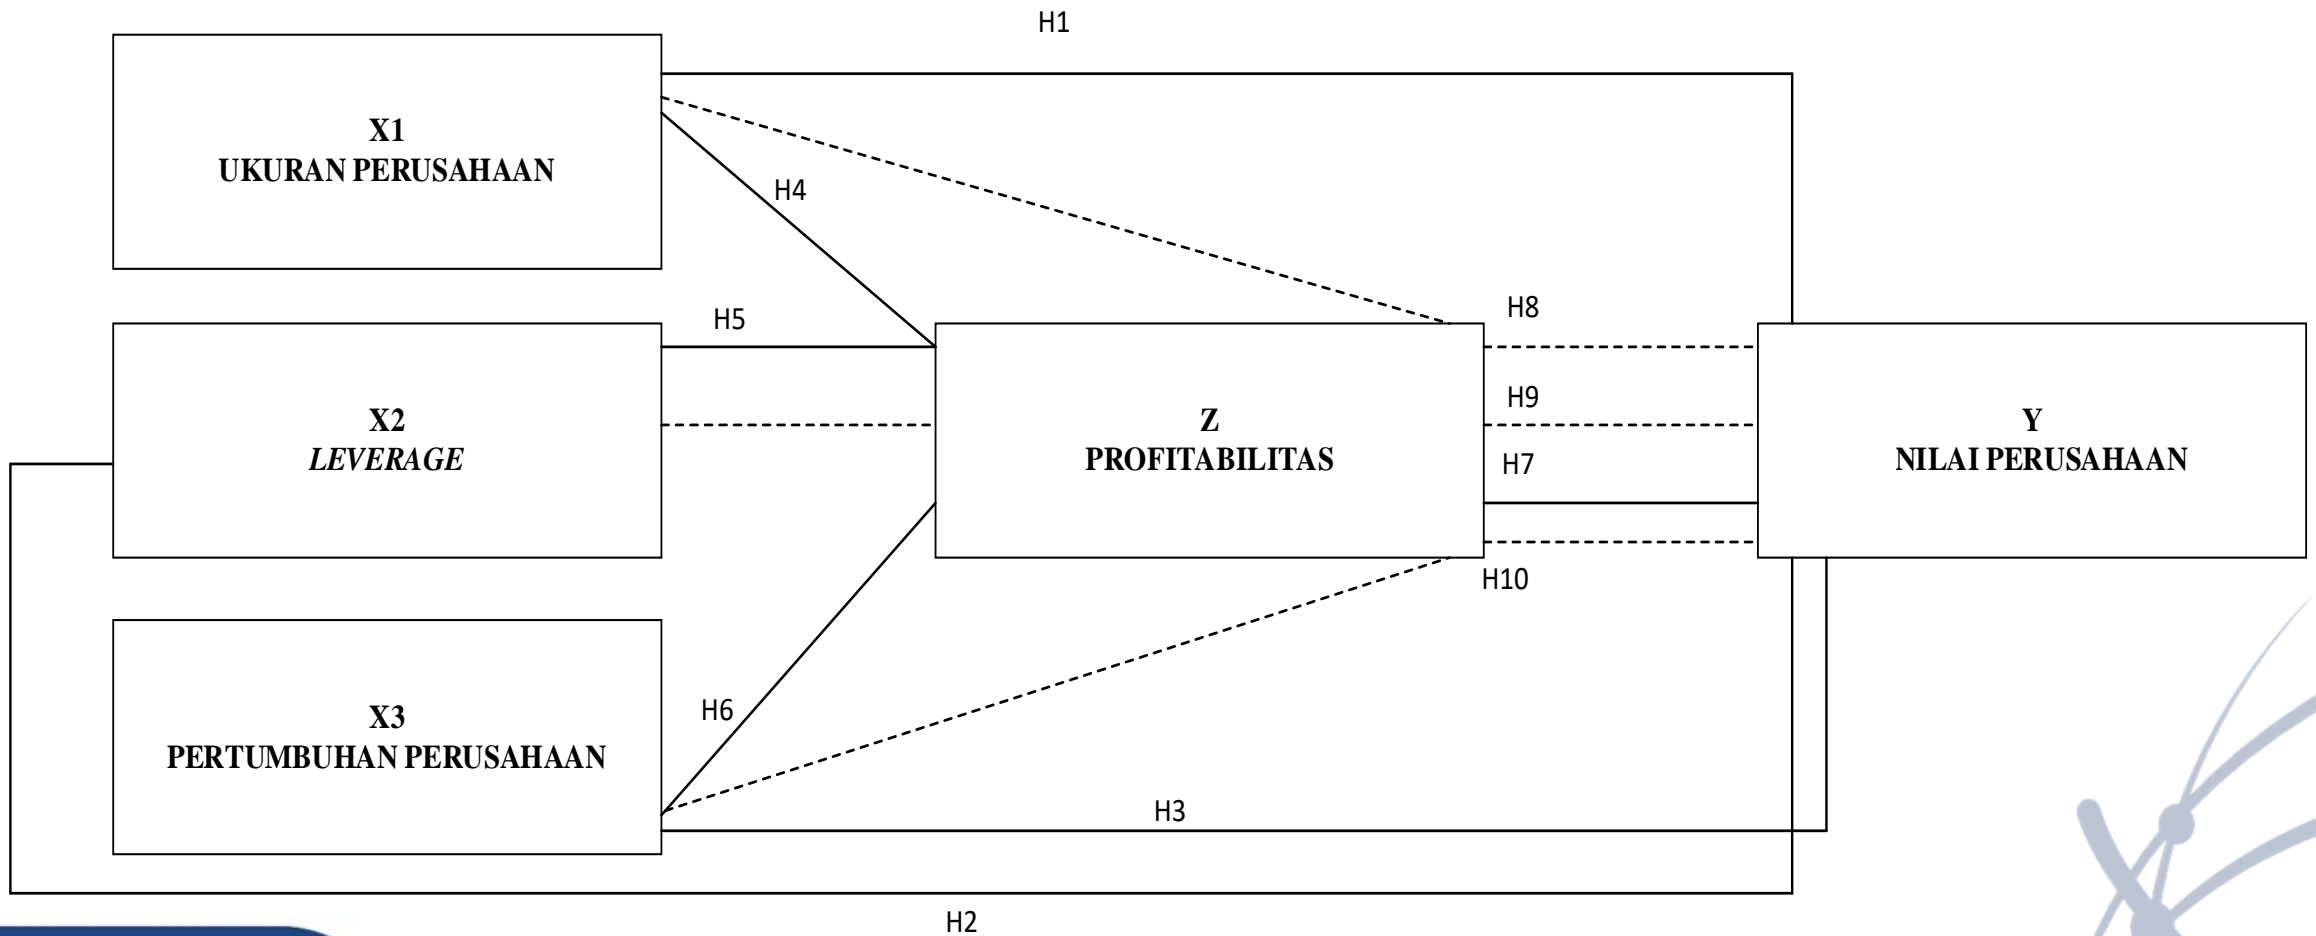 H1
X1
UKURAN PERUSAHAAN
H4
H5
H8
X2
LEVERAGE
Z
PROFITABILITAS
H9
H7
Y
NILAI PERUSAHAAN
H10
X3
PERTUMBUHAN PERUSAHAAN
H6
H3
H2